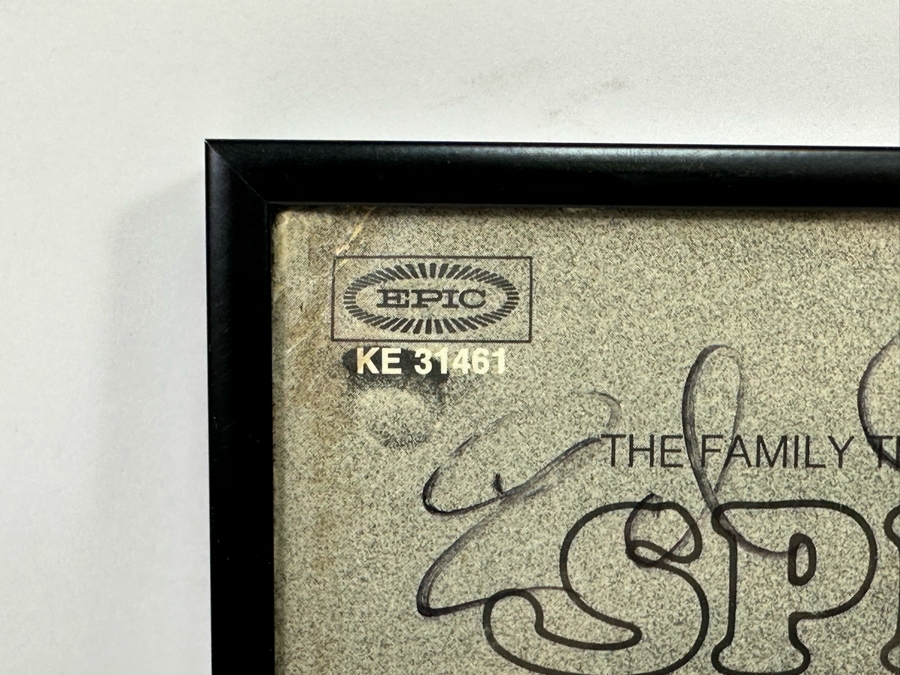 EPIC
KE 31461
THE FAMILY
SP